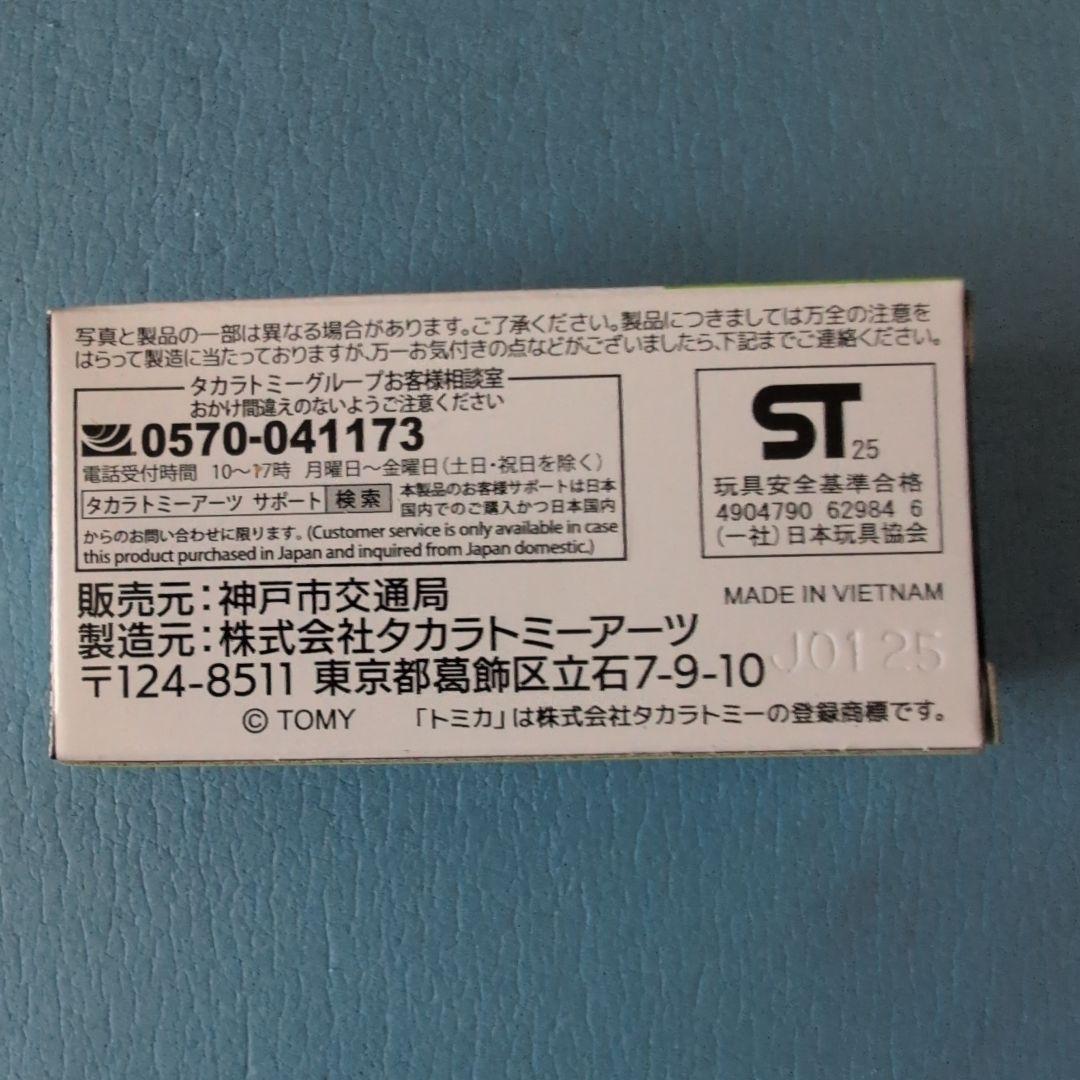 写真と製品の一部は異なる場合があります。ご了承ください。製品につきましては万全の注意を
はらって製造に当たっておりますが、万一お気付きの点などがございましたら、下記までご連絡ください。
タカラトミーグループお客様相談室
おかけ間違えのないようご注意ください
0570-041173
電話受付時間 10～17時 月曜日～金曜日(土日・祝日を除く)
タカラトミーアーツ サポート 検索
本製品のお客様サポートは日本
国内でのご購入かつ日本国内
からのお問い合わせに限ります。(Customer service is only available in case
this product purchased in Japan and inquired from Japan domestic.)
ST 25
玩具安全基準合格
4904790 62984 6
(一社)日本玩具協会
販売元：神戸市交通局
MADE IN VIETNAM
製造元：株式会社タカラトミーアーツ
〒124-8511 東京都葛飾区立石7-9-10
J0125
© TOMY 「トミカ」は株式会社タカラトミーの登録商標です。